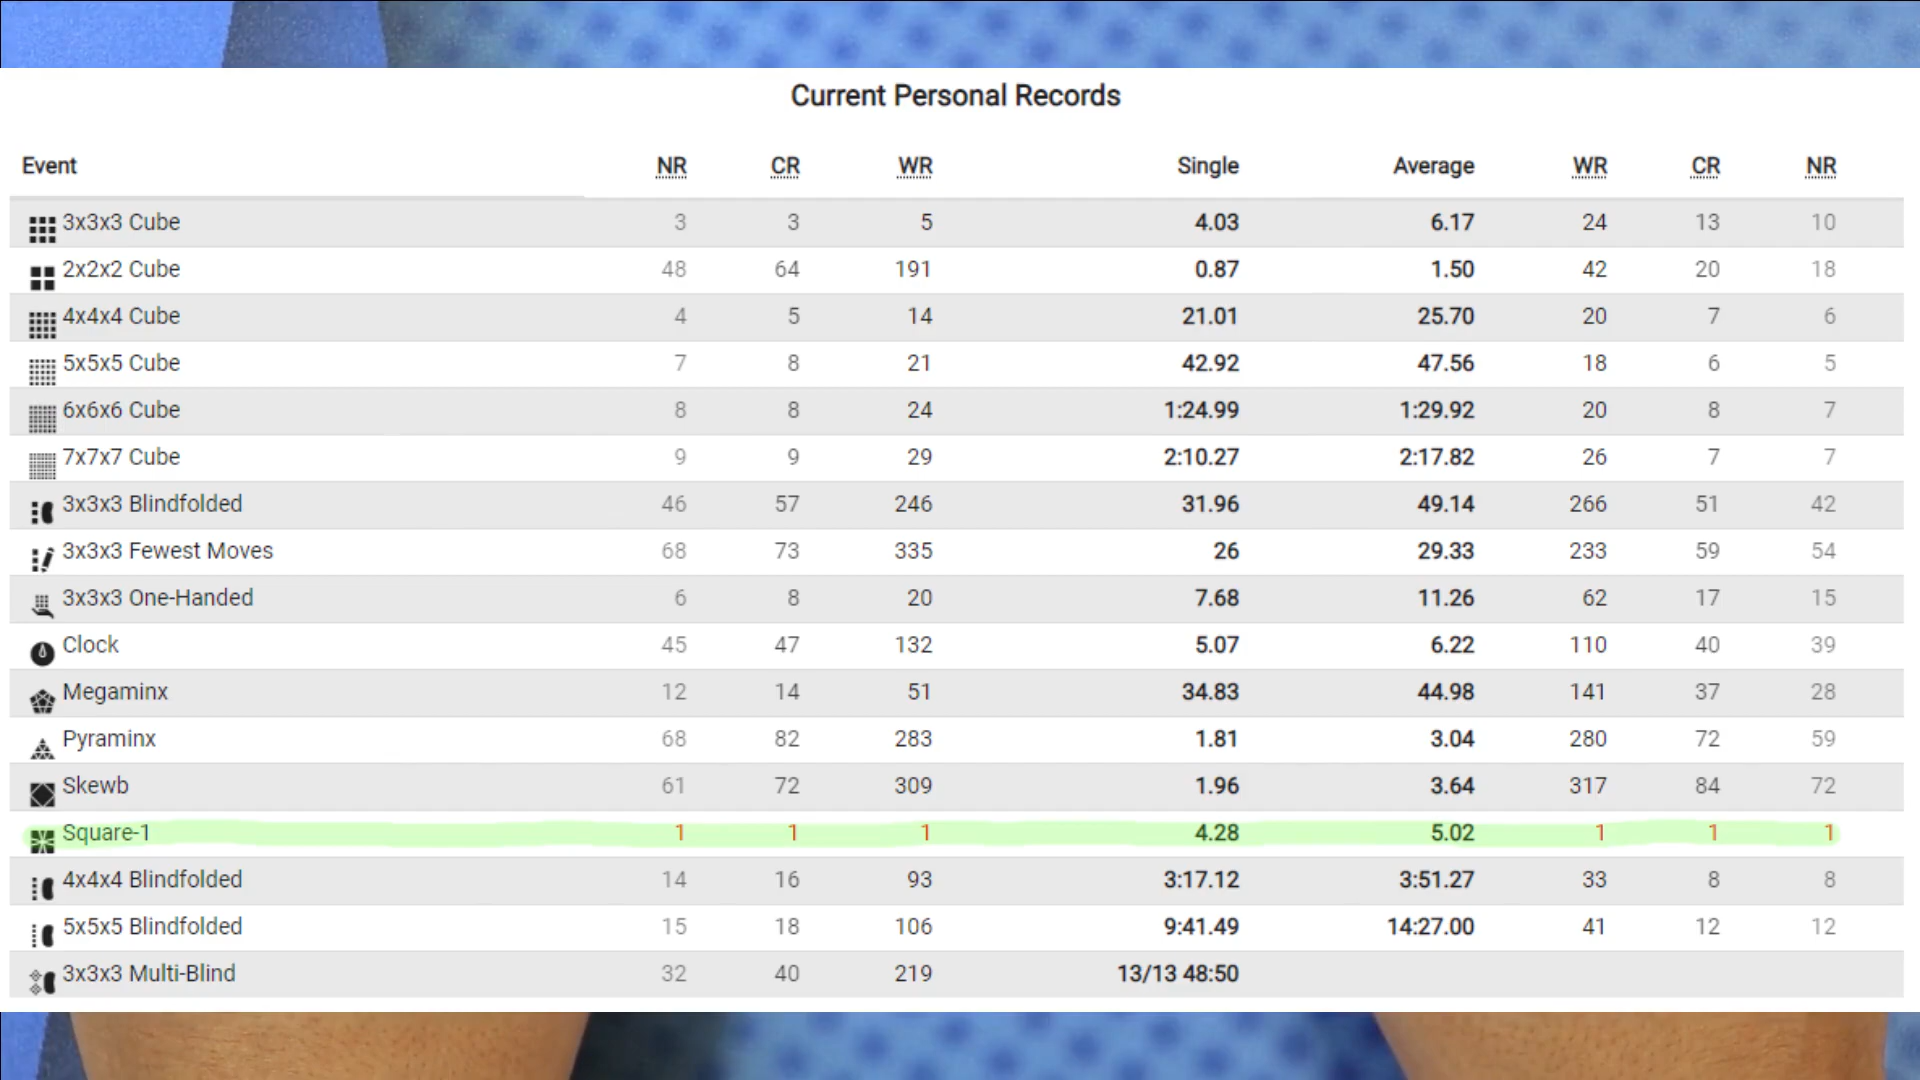 Current Personal Records
Event NR CR WR Single Average WR CR NR
3x3x3 Cube 3 3 5 4.03 6.17 24 13 10
2x2x2 Cube 48 64 191 0.87 1.50 42 20 18
4x4x4 Cube 4 5 14 21.01 25.70 20 7 6
5x5x5 Cube 7 8 21 42.92 47.56 18 6 5
6x6x6 Cube 8 8 24 1:24.99 1:29.92 20 8 7
7x7x7 Cube 9 9 29 2:10.27 2:17.82 26 7 7
3x3x3 Blindfolded 46 57 246 31.96 49.14 266 51 42
3x3x3 Fewest Moves 68 73 335 26 29.33 233 59 54
3x3x3 One-Handed 6 8 20 7.68 11.26 62 17 15
Clock 45 47 132 5.07 6.22 110 40 39
Megaminx 12 14 51 34.83 44.98 141 37 28
Pyraminx 68 82 283 1.81 3.04 280 72 59
Skewb 61 72 309 1.96 3.64 317 84 72
Square-1 1 1 1 4.28 5.02 1 1 1
4x4x4 Blindfolded 14 16 93 3:17.12 3:51.27 33 8 8
5x5x5 Blindfolded 15 18 106 9:41.49 14:27.00 41 12 12
3x3x3 Multi-Blind 32 40 219 13/13 48:50